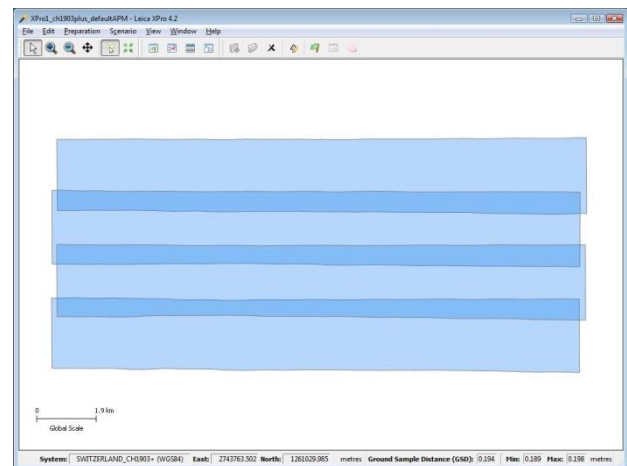 XPro1_ch1903plus_defaultAPM - Leica XPro 4.2
File Edit Preparation Scenario View Window Help
0 1.9 km
Global Scale
System: SWITZERLAND_CH1903+ (WGS84) East: 2743763.502 North: 1261029.985 metres Ground Sample Distance (GSD): 0.194 Min: 0.189 Max: 0.198 metres